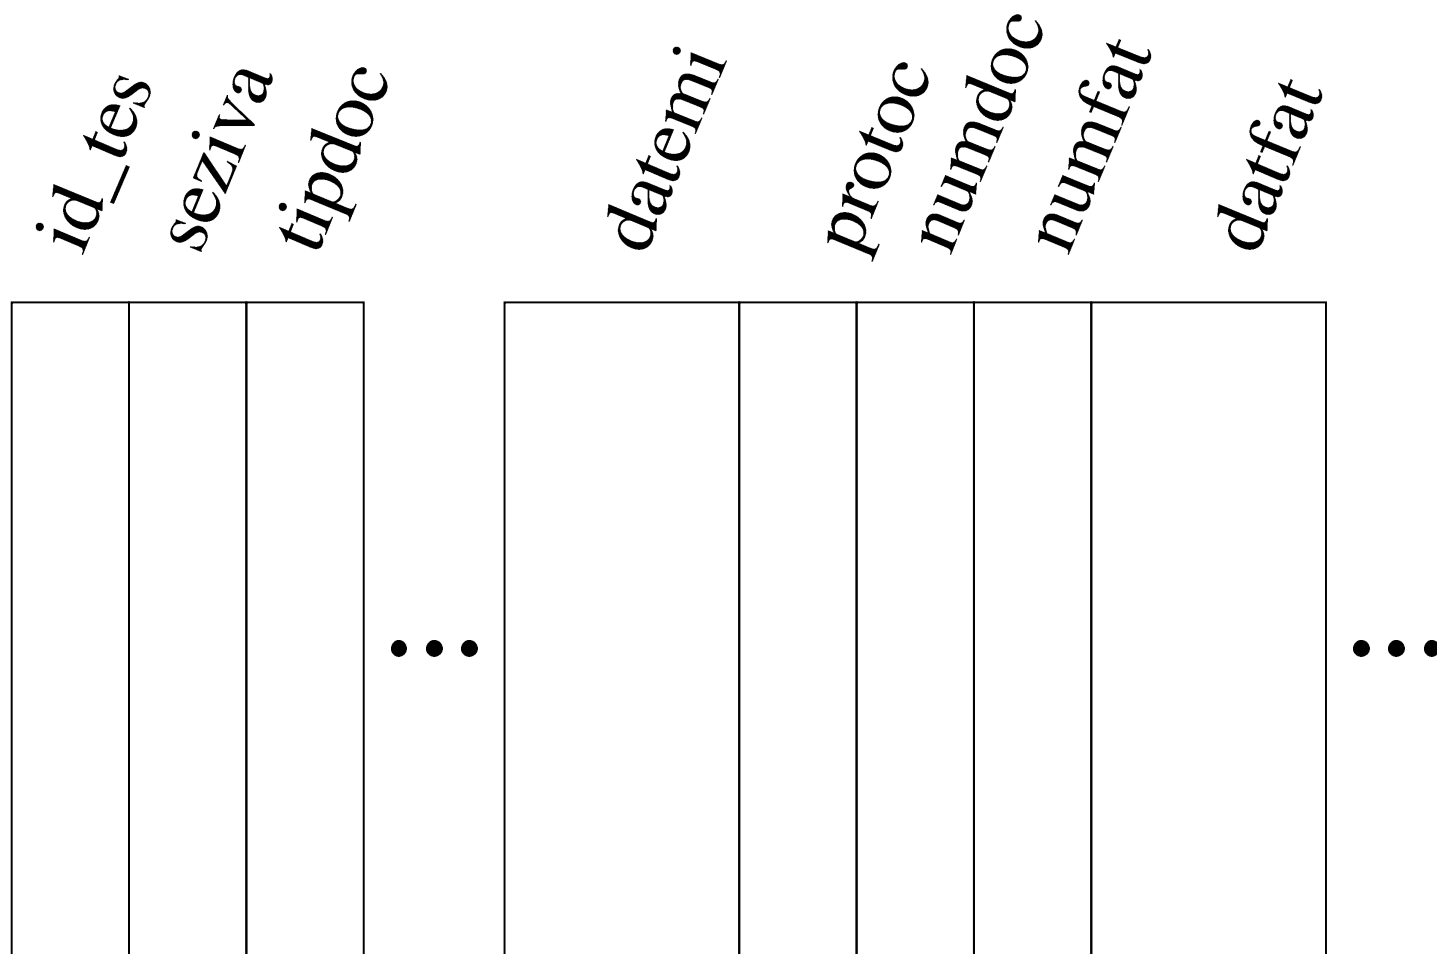 id_tes
seziva
tipdoc
datemi
protoc
numdoc
numfat
datfat